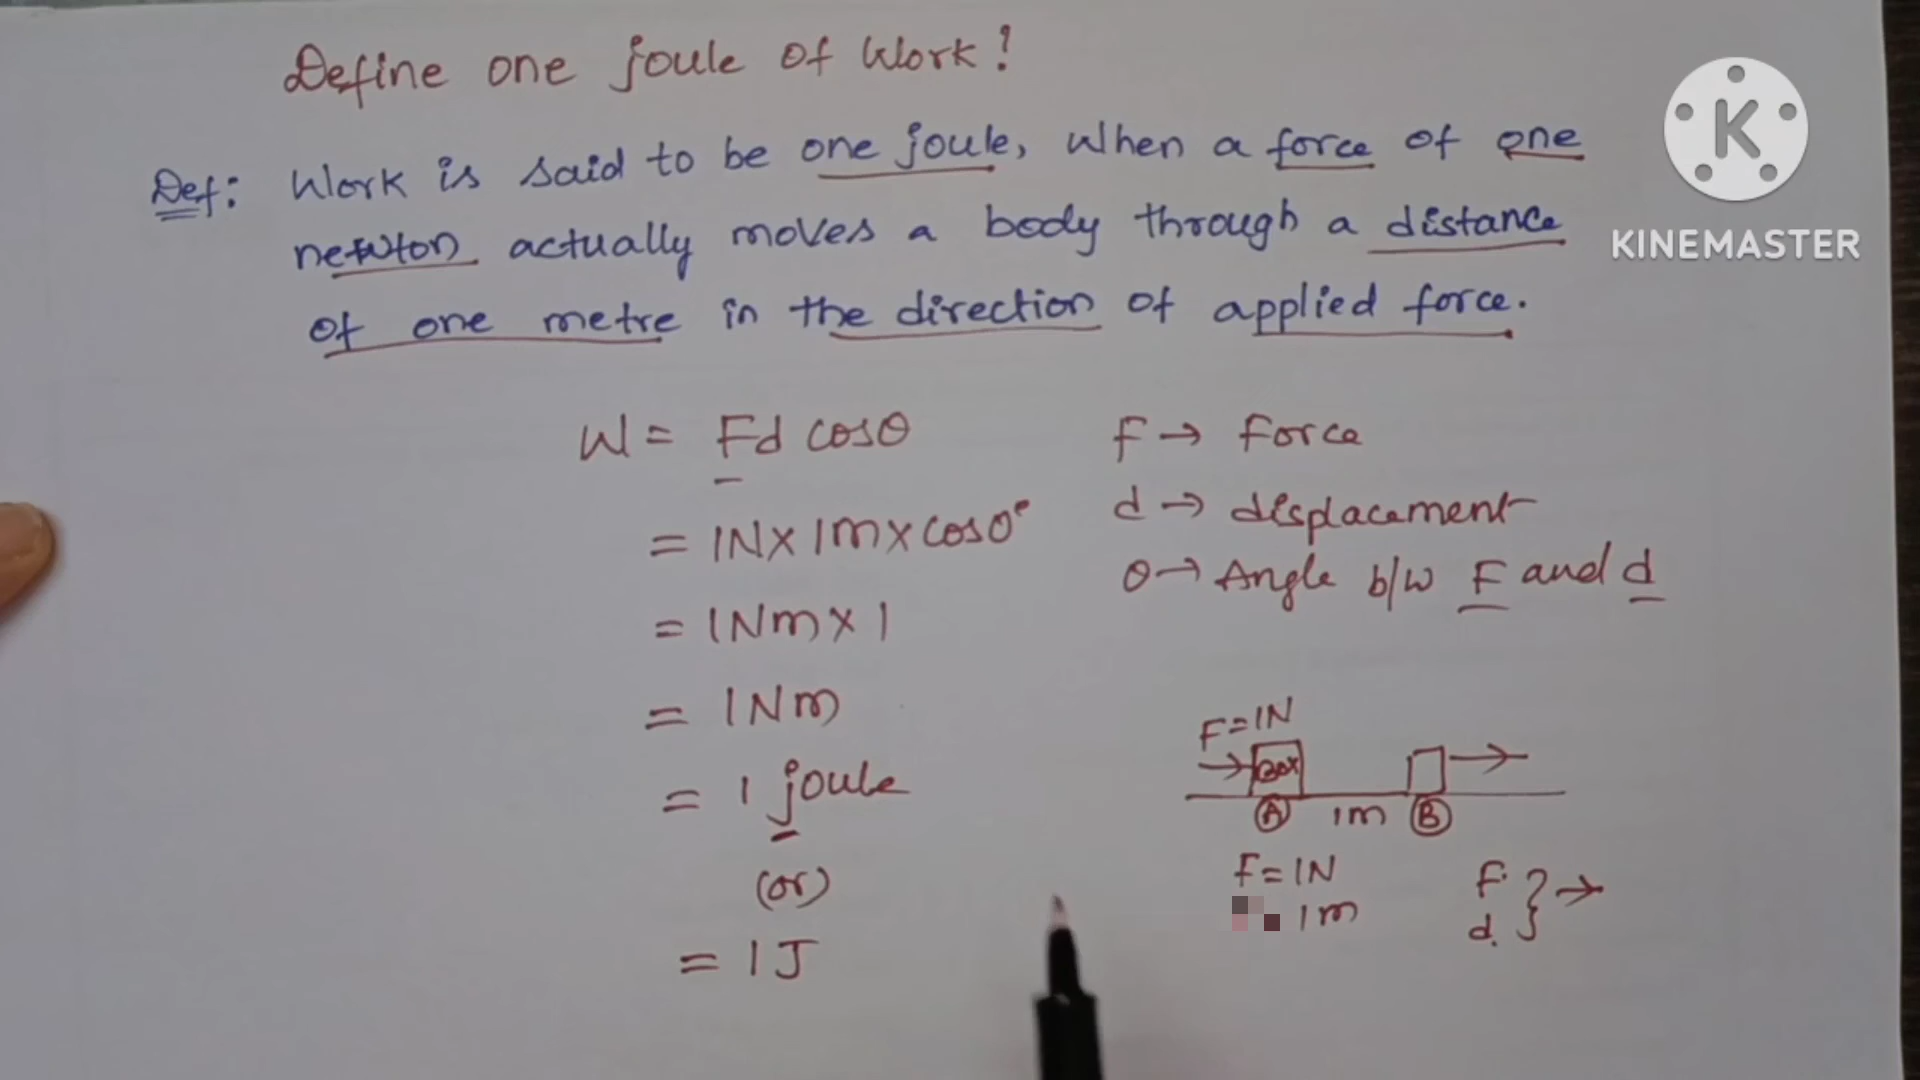 Define one joule of Work?
Def: Work is said to be one joule, When a force of one
newton actually moves a body through a distance
of one metre in the direction of applied force.
K
KINEMASTER
W = Fd cosθ
= 1N x 1m x cos0°
= 1Nm x 1
= 1Nm
= 1 joule
(or)
= 1J
F → Force
d → displacement
θ → Angle b/w F and d
F=1N
Box
A 1m B
F=1N
1m
F
d } →